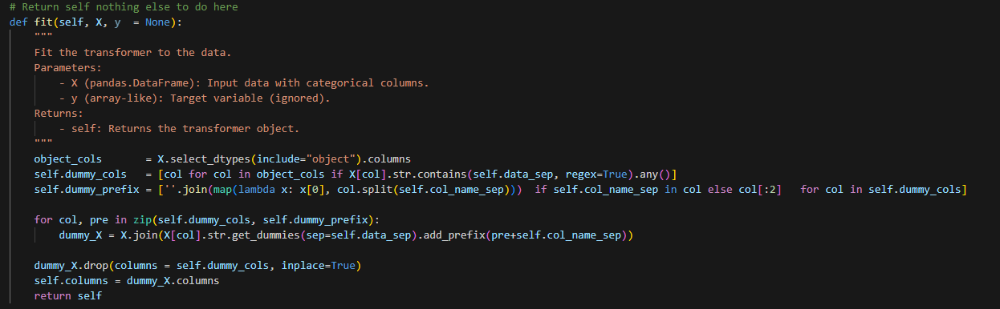 # Return self nothing else to do here
def fit(self, X, y  = None):
    """
    Fit the transformer to the data.
    Parameters:
        - X (pandas.DataFrame): Input data with categorical columns.
        - y (array-like): Target variable (ignored).
    Returns:
        - self: Returns the transformer object.
    """
    object_cols       = X.select_dtypes(include="object").columns
    self.dummy_cols   = [col for col in object_cols if X[col].str.contains(self.data_sep, regex=True).any()]
    self.dummy_prefix = [''.join(map(lambda x: x[0], col.split(self.col_name_sep)))  if self.col_name_sep in col else col[:2]   for col in self.dummy_cols]

    for col, pre in zip(self.dummy_cols, self.dummy_prefix):
        dummy_X = X.join(X[col].str.get_dummies(sep=self.data_sep).add_prefix(pre+self.col_name_sep))

    dummy_X.drop(columns = self.dummy_cols, inplace=True)
    self.columns = dummy_X.columns
    return self